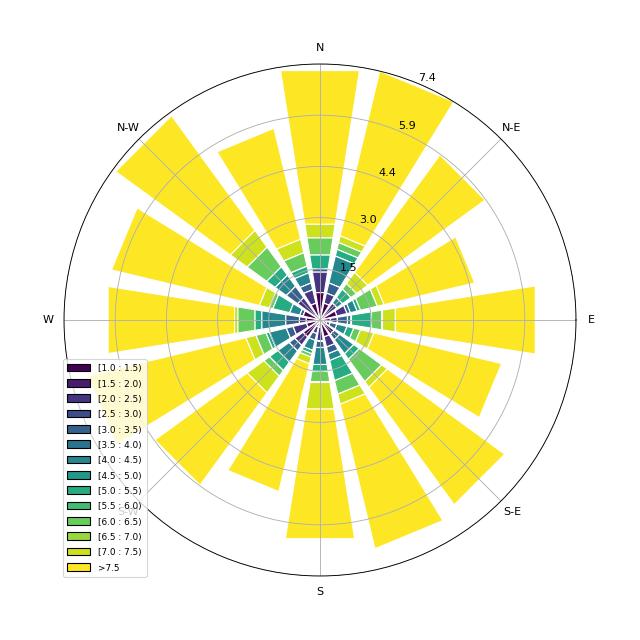 N
7.4
N-W
5.9
N-E
4.4
3.0
1.5
W
E
[1.0 : 1.5)
[1.5 : 2.0)
[2.0 : 2.5)
[2.5 : 3.0)
[3.0 : 3.5)
[3.5 : 4.0)
[4.0 : 4.5)
[4.5 : 5.0)
[5.0 : 5.5)
[5.5 : 6.0)
[6.0 : 6.5)
[6.5 : 7.0)
[7.0 : 7.5)
>7.5
S-W
S-E
S